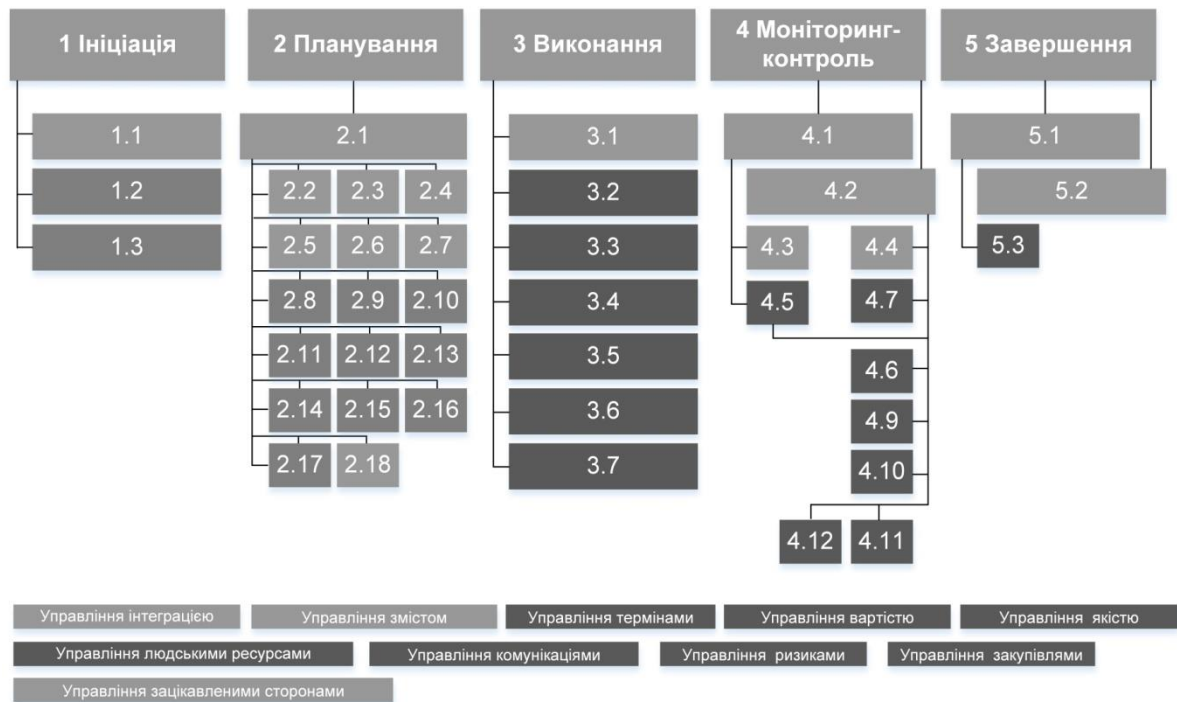 1 Ініціація
2 Планування
3 Виконання
4 Моніторинг-
контроль
5 Завершення
1.1
2.1
3.1
4.1
5.1
1.2
2.2 2.3 2.4
3.2
4.2
5.2
1.3
2.5 2.6 2.7
3.3
4.3 4.4
5.3
2.8 2.9 2.10
3.4
4.5 4.7
2.11 2.12 2.13
3.5
4.6
2.14 2.15 2.16
3.6
4.9
2.17 2.18
3.7
4.10
4.12 4.11
Управління інтеграцією
Управління змістом
Управління термінами
Управління вартістю
Управління якістю
Управління людськими ресурсами
Управління комунікаціями
Управління ризиками
Управління закупівлями
Управління зацікавленими сторонами